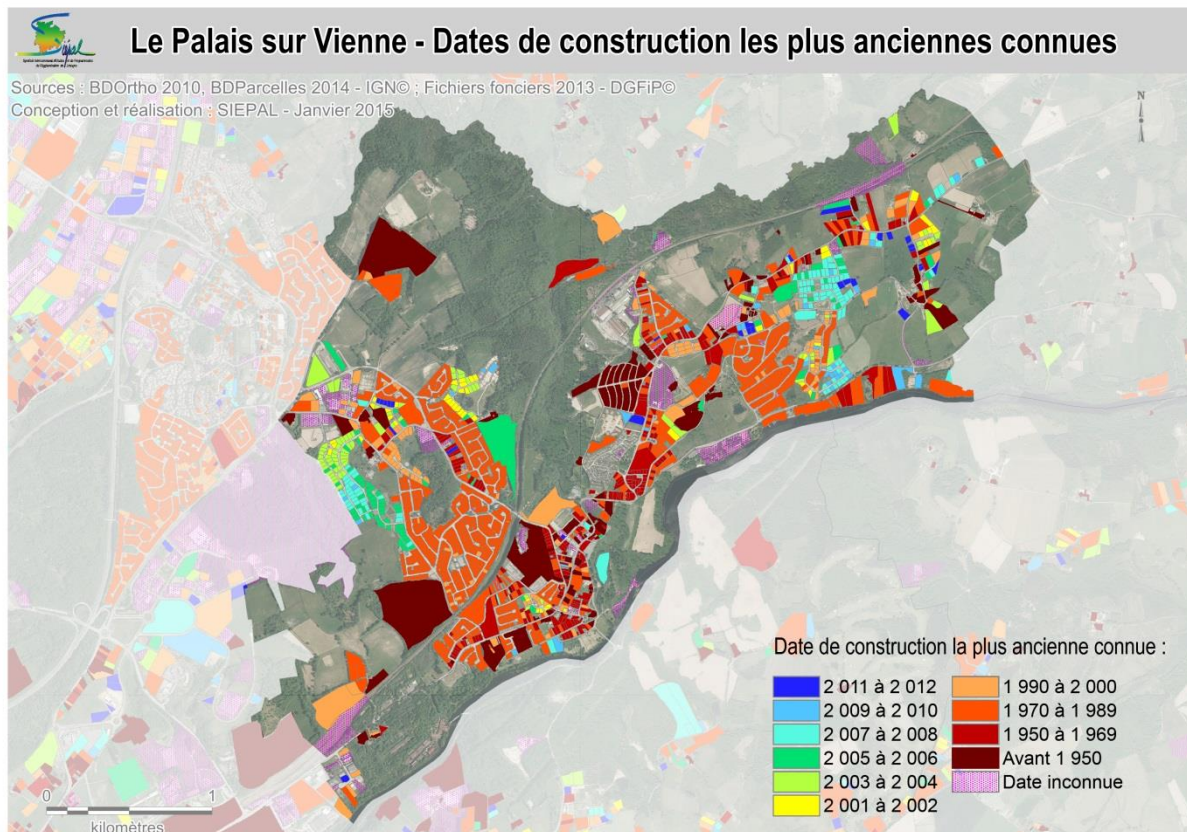 Le Palais sur Vienne - Dates de construction les plus anciennes connues
Siepal
Sources : BDOrtho 2010, BDParcelles 2014 - IGN© ; Fichiers fonciers 2013 - DGFiP©
Conception et réalisation : SIEPAL - Janvier 2015
N
Date de construction la plus ancienne connue :
2 011 à 2 012
2 009 à 2 010
2 007 à 2 008
2 005 à 2 006
2 003 à 2 004
2 001 à 2 002
1 990 à 2 000
1 970 à 1 989
1 950 à 1 969
Avant 1 950
Date inconnue
0 1
kilomètres